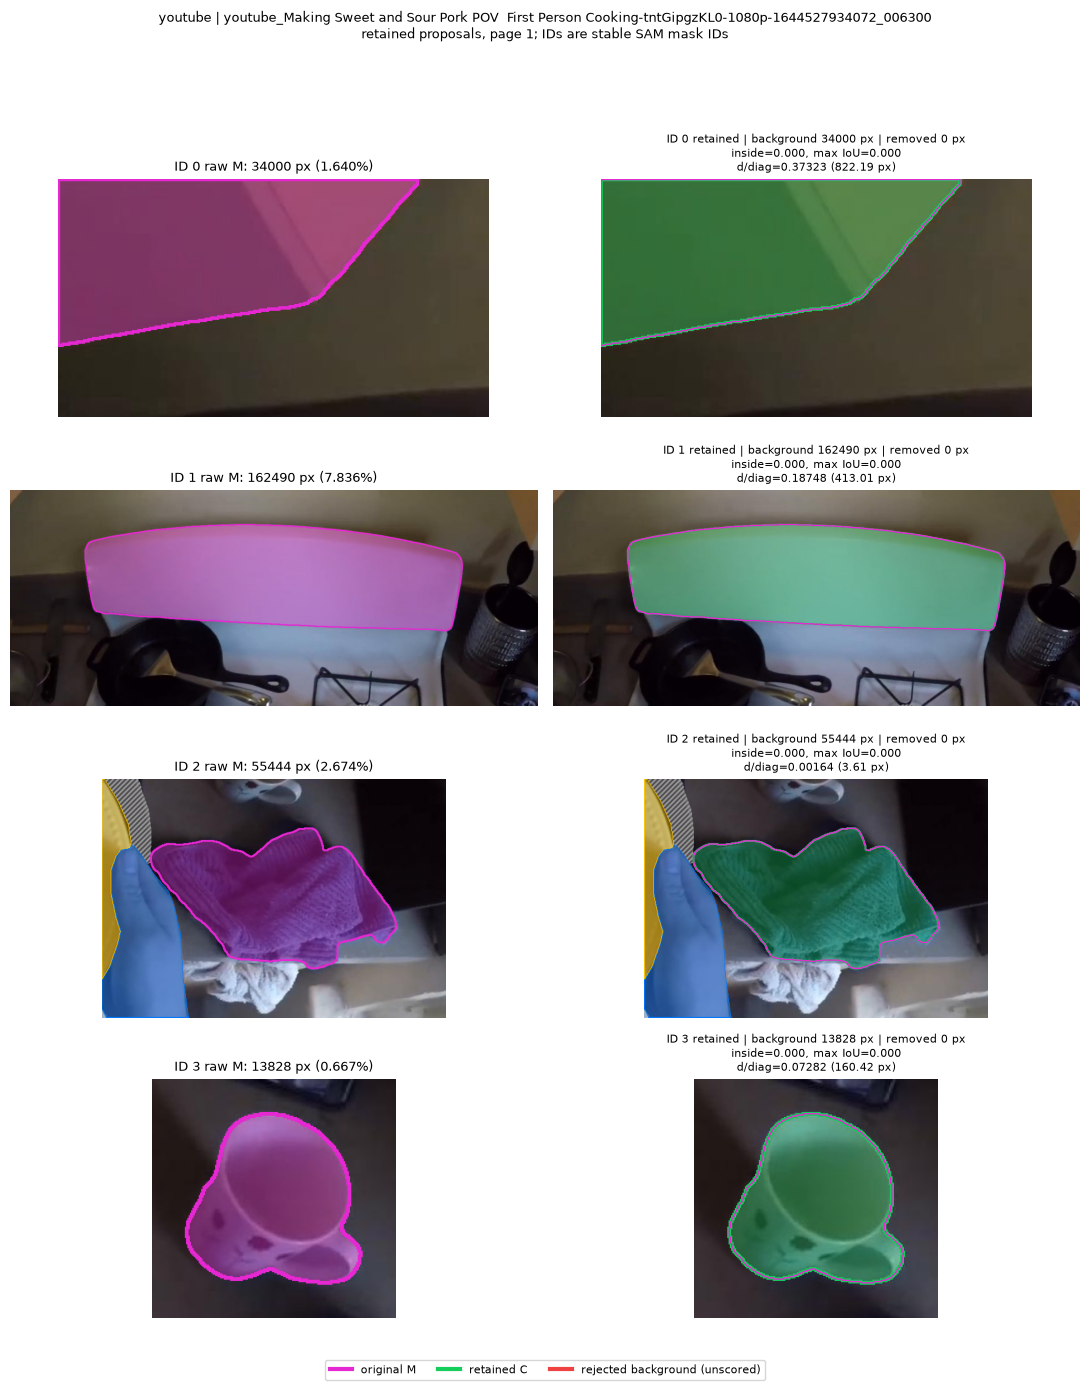 youtube | youtube_Making Sweet and Sour Pork POV  First Person Cooking-tntGipgzKL0-1080p-1644527934072_006300
retained proposals, page 1; IDs are stable SAM mask IDs
ID 0 raw M: 34000 px (1.640%)
ID 0 retained | background 34000 px | removed 0 px
inside=0.000, max IoU=0.000
d/diag=0.37323 (822.19 px)
ID 1 raw M: 162490 px (7.836%)
ID 1 retained | background 162490 px | removed 0 px
inside=0.000, max IoU=0.000
d/diag=0.18748 (413.01 px)
ID 2 raw M: 55444 px (2.674%)
ID 2 retained | background 55444 px | removed 0 px
inside=0.000, max IoU=0.000
d/diag=0.00164 (3.61 px)
ID 3 raw M: 13828 px (0.667%)
ID 3 retained | background 13828 px | removed 0 px
inside=0.000, max IoU=0.000
d/diag=0.07282 (160.42 px)
original M
retained C
rejected background (unscored)